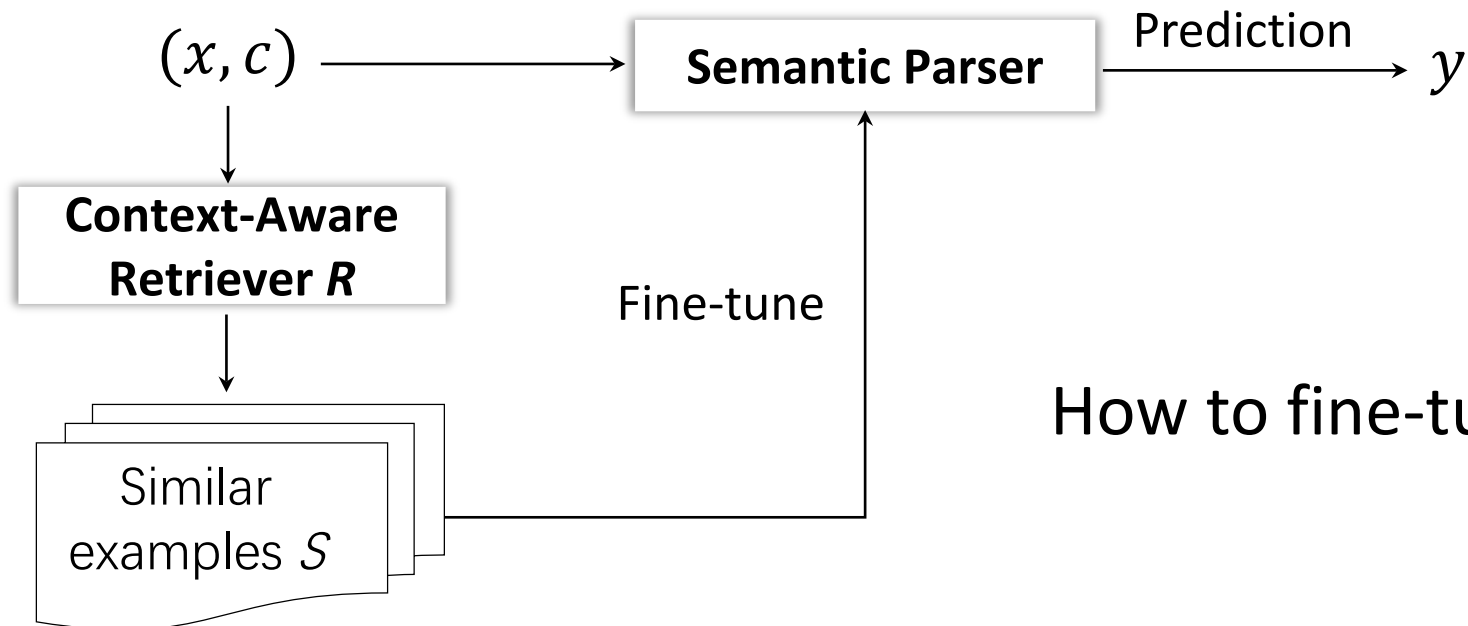 (x, c)
Semantic Parser
Prediction
y
Context-Aware
Retriever R
Fine-tune
Similar
examples S
How to fine-tu